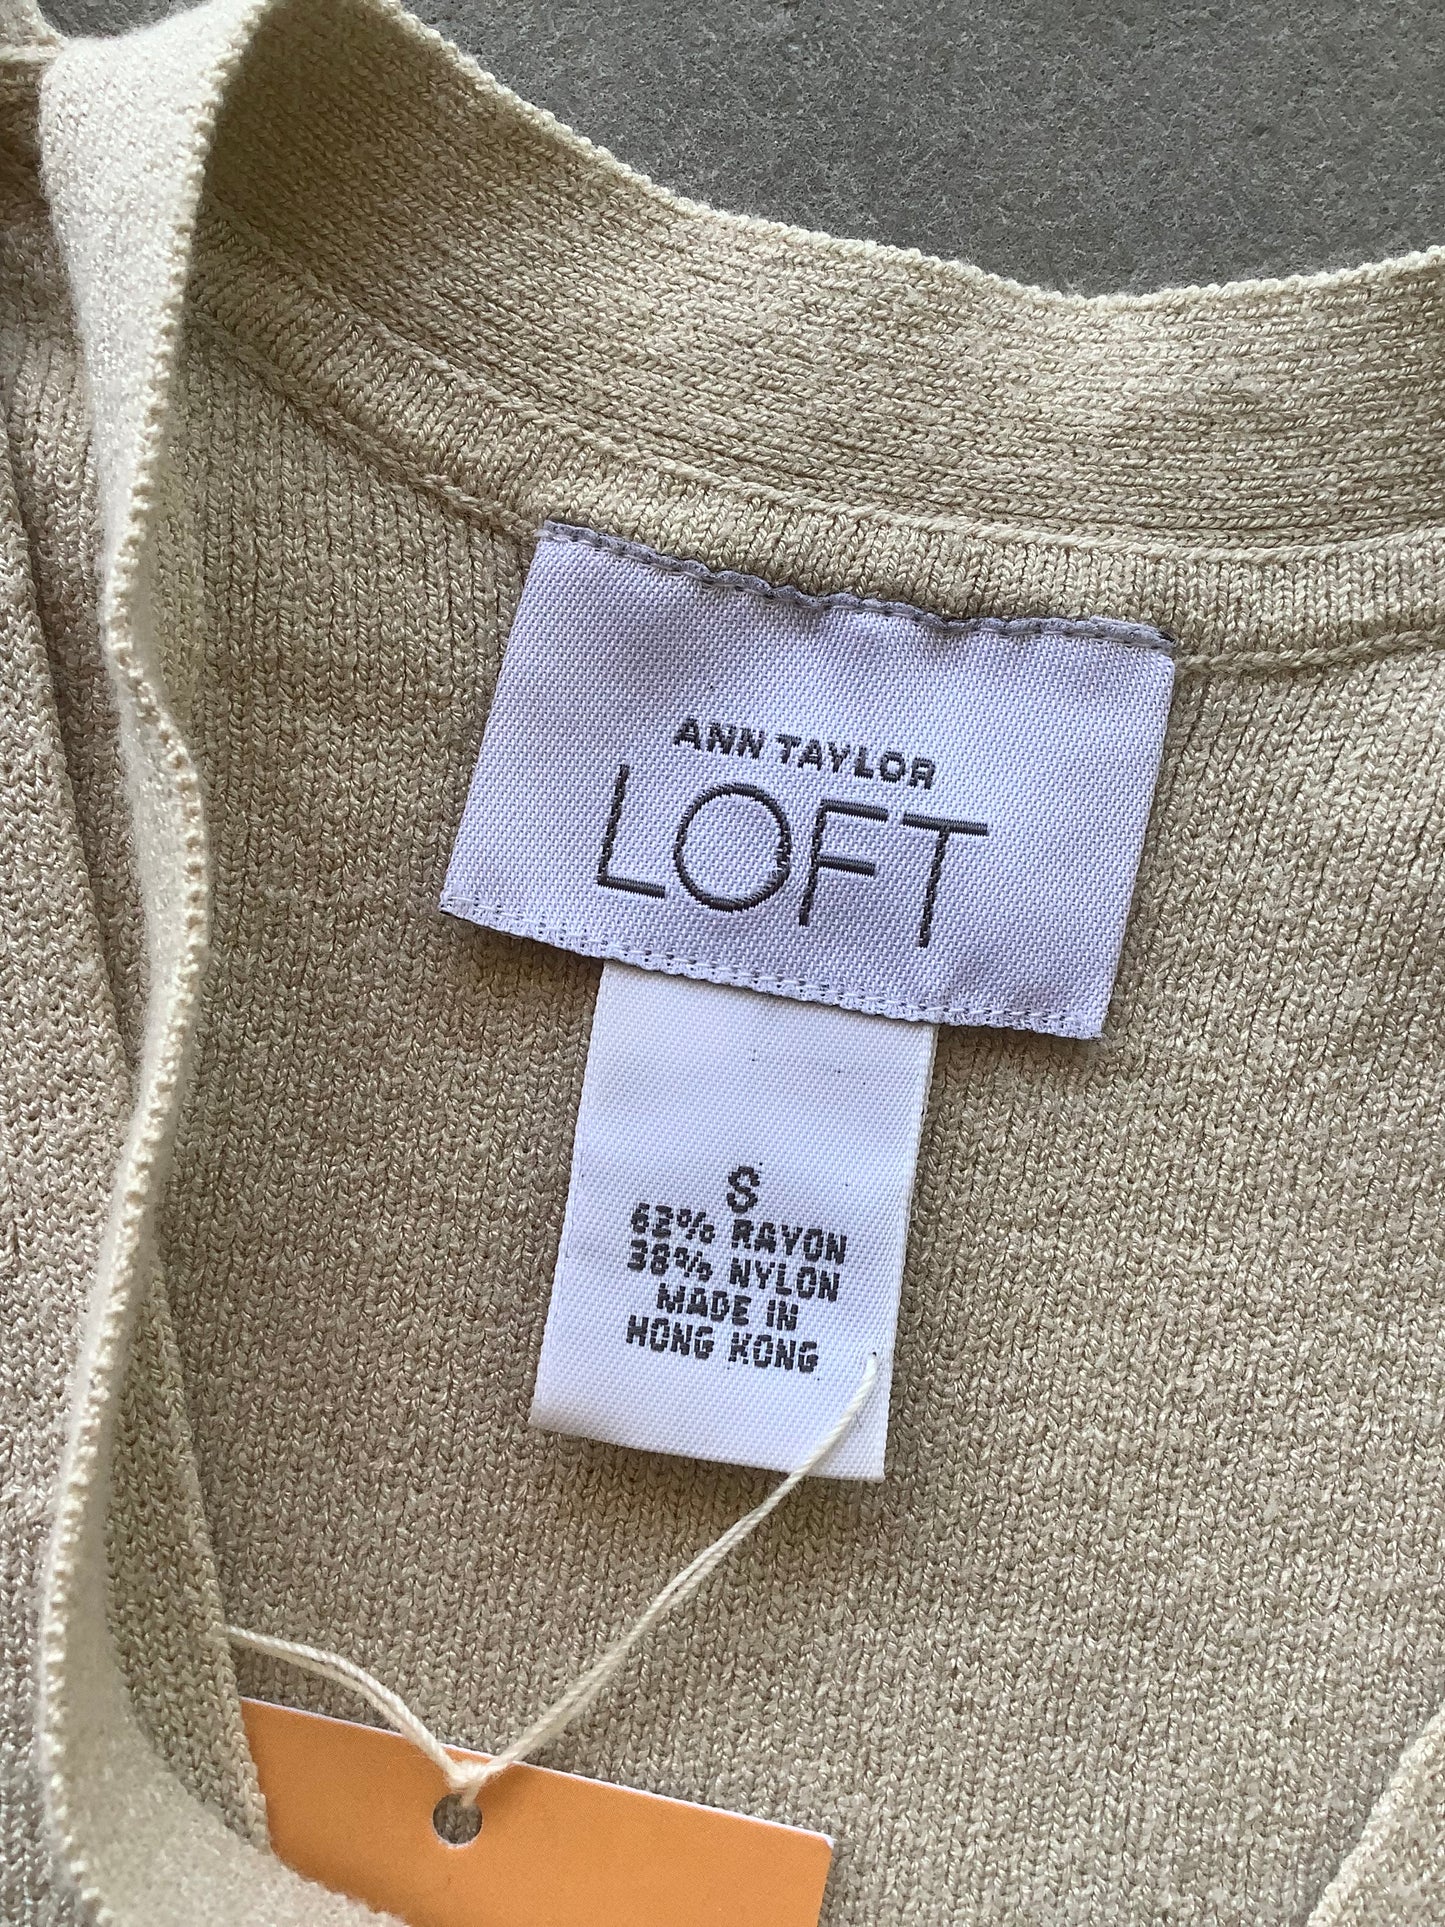 ANN TAYLOR
LOFT
S
62% RAYON
38% NYLON
MADE IN
HONG KONG